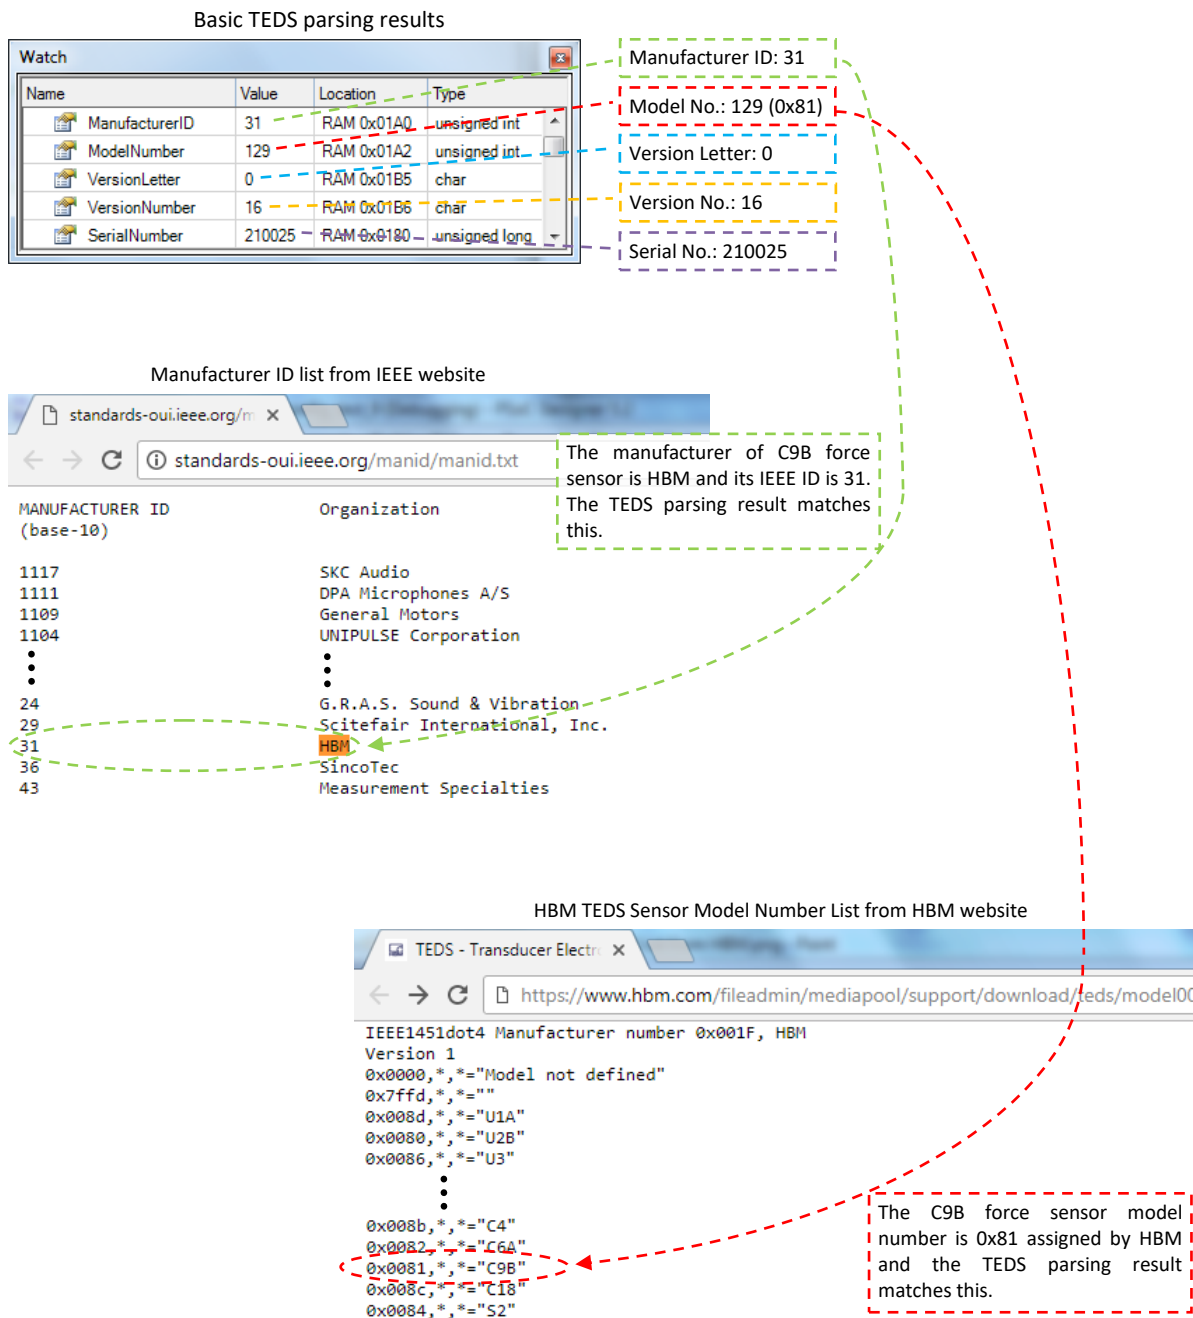 Basic TEDS parsing results
Watch
Name Value Location Type
ManufacturerID 31 RAM 0x01A0 unsigned int
ModelNumber 129 RAM 0x01A2 unsigned int
VersionLetter 0 RAM 0x01B5 char
VersionNumber 16 RAM 0x01B6 char
SerialNumber 210025 RAM 0x0180 unsigned long
Manufacturer ID: 31
Model No.: 129 (0x81)
Version Letter: 0
Version No.: 16
Serial No.: 210025
Manufacturer ID list from IEEE website
standards-oui.ieee.org/m
standards-oui.ieee.org/manid/manid.txt
The manufacturer of C9B force
sensor is HBM and its IEEE ID is 31.
The TEDS parsing result matches
this.
MANUFACTURER ID Organization
(base-10)
1117 SKC Audio
1111 DPA Microphones A/S
1109 General Motors
1104 UNIPULSE Corporation
24 G.R.A.S. Sound & Vibration
29 Scitefair International, Inc.
31 HBM
36 SincoTec
43 Measurement Specialties
HBM TEDS Sensor Model Number List from HBM website
TEDS - Transducer Electr
https://www.hbm.com/fileadmin/mediapool/support/download/teds/model00
IEEE1451dot4 Manufacturer number 0x001F, HBM
Version 1
0x0000,*,*="Model not defined"
0x7ffd,*,*=""
0x008d,*,*="U1A"
0x0080,*,*="U2B"
0x0086,*,*="U3"
0x008b,*,*="C4"
0x0082,*,*="C6A"
0x0081,*,*="C9B"
0x008c,*,*="C18"
0x0084,*,*="S2"
The C9B force sensor model
number is 0x81 assigned by HBM
and the TEDS parsing result
matches this.